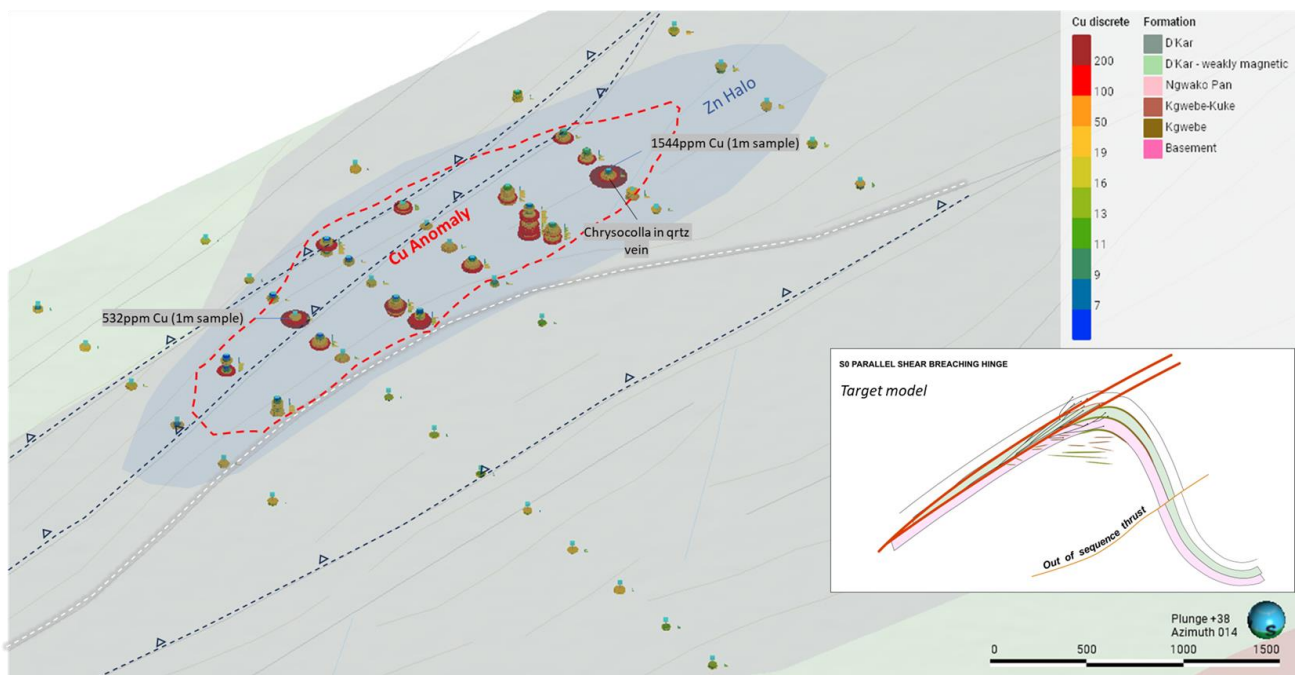 Cu discrete
200
100
50
19
16
13
11
9
7
Formation
D'Kar
D'Kar - weakly magnetic
Ngwako Pan
Kgwebe-Kuke
Kgwebe
Basement
Zn Halo
1544ppm Cu (1m sample)
Cu Anomaly
Chrysocolla in qrtz
vein
532ppm Cu (1m sample)
S0 PARALLEL SHEAR BREACHING HINGE
Target model
Out of sequence thrust
Plunge +38
Azimuth 014
S
0
500
1000
1500